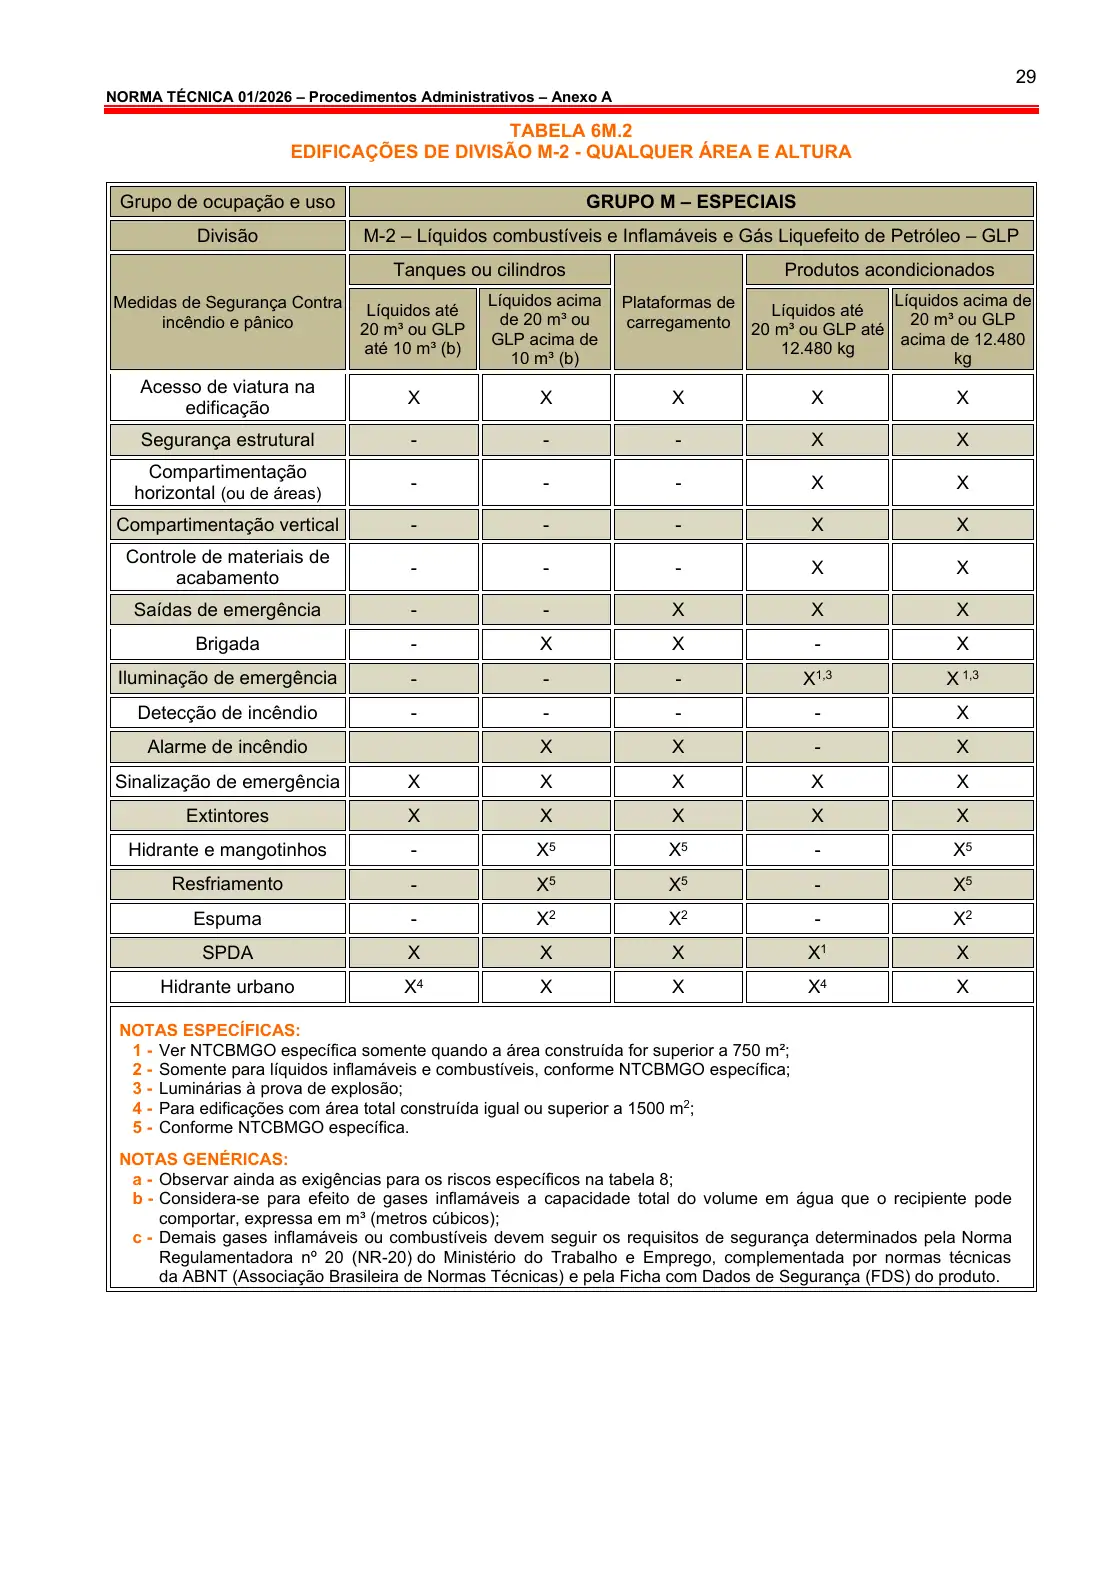 29
NORMA TÉCNICA 01/2026 – Procedimentos Administrativos – Anexo A
TABELA 6M.2
EDIFICAÇÕES DE DIVISÃO M-2 - QUALQUER ÁREA E ALTURA
Grupo de ocupação e uso GRUPO M – ESPECIAIS
Divisão M-2 – Líquidos combustíveis e Inflamáveis e Gás Liquefeito de Petróleo – GLP
Medidas de Segurança Contra
incêndio e pânico
Tanques ou cilindros
Líquidos até
20 m³ ou GLP
até 10 m³ (b)
Líquidos acima
de 20 m³ ou
GLP acima de
10 m³ (b)
Plataformas de
carregamento
Produtos acondicionados
Líquidos até
20 m³ ou GLP até
12.480 kg
Líquidos acima de
20 m³ ou GLP
acima de 12.480
kg
Acesso de viatura na
edificação
X X X X X
Segurança estrutural - - - X X
Compartimentação
horizontal (ou de áreas)
- - - X X
Compartimentação vertical - - - X X
Controle de materiais de
acabamento
- - - X X
Saídas de emergência - - X X X
Brigada - X X - X
Iluminação de emergência - - - X1,3 X 1,3
Detecção de incêndio - - - - X
Alarme de incêndio X X - X
Sinalização de emergência X X X X X
Extintores X X X X X
Hidrante e mangotinhos - X5 X5 - X5
Resfriamento - X5 X5 - X5
Espuma - X2 X2 - X2
SPDA X X X X1 X
Hidrante urbano X4 X X X4 X
NOTAS ESPECÍFICAS:
1 - Ver NTCBMGO específica somente quando a área construída for superior a 750 m²;
2 - Somente para líquidos inflamáveis e combustíveis, conforme NTCBMGO específica;
3 - Luminárias à prova de explosão;
4 - Para edificações com área total construída igual ou superior a 1500 m2;
5 - Conforme NTCBMGO específica.
NOTAS GENÉRICAS:
a - Observar ainda as exigências para os riscos específicos na tabela 8;
b - Considera-se para efeito de gases inflamáveis a capacidade total do volume em água que o recipiente pode
comportar, expressa em m³ (metros cúbicos);
c - Demais gases inflamáveis ou combustíveis devem seguir os requisitos de segurança determinados pela Norma
Regulamentadora nº 20 (NR-20) do Ministério do Trabalho e Emprego, complementada por normas técnicas
da ABNT (Associação Brasileira de Normas Técnicas) e pela Ficha com Dados de Segurança (FDS) do produto.